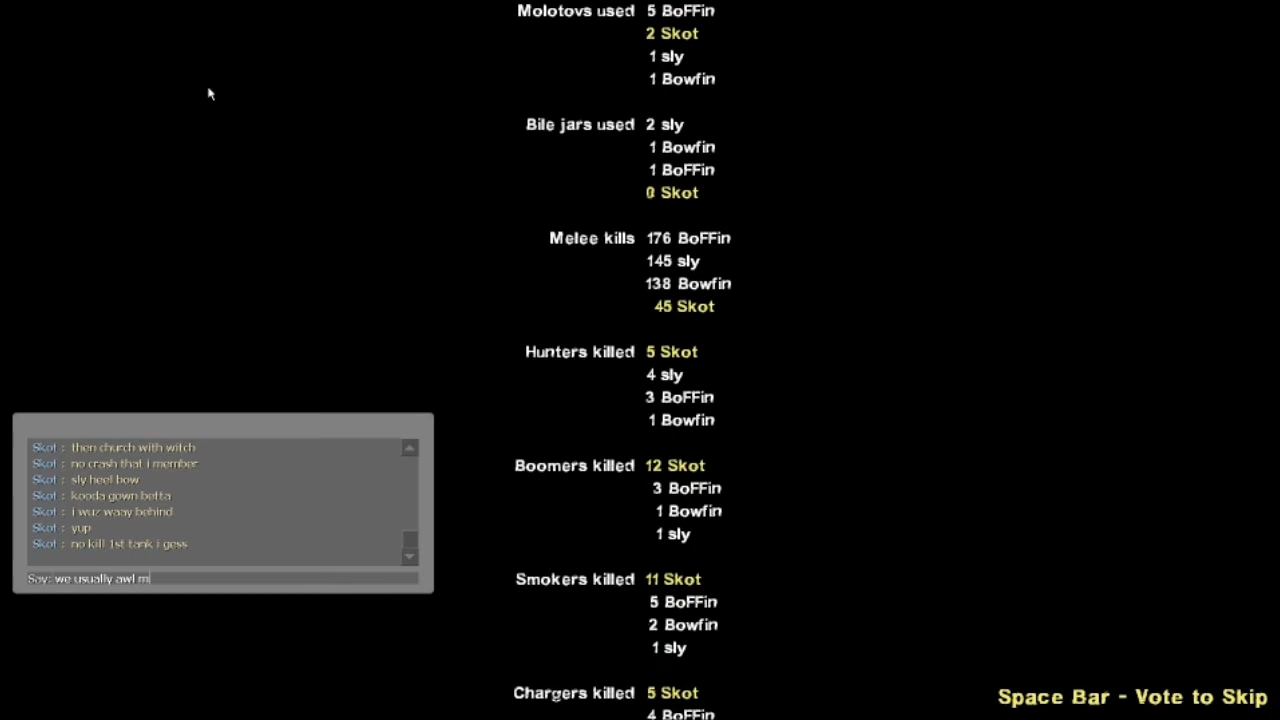 Molotovs used 5 BoFFin
2 Skot
1 sly
1 Bowfin
Bile jars used 2 sly
1 Bowfin
1 BoFFin
0 Skot
Melee kills 176 BoFFin
145 sly
138 Bowfin
45 Skot
Hunters killed 5 Skot
4 sly
3 BoFFin
1 Bowfin
Boomers killed 12 Skot
3 BoFFin
1 Bowfin
1 sly
Smokers killed 11 Skot
5 BoFFin
2 Bowfin
1 sly
Chargers killed 5 Skot
4 BoFFin
Skot : then church with witch
Skot : no crash that i member
Skot : sly heel bow
Skot : kooda gown betta
Skot : i wuz waay behind
Skot : yup
Skot : no kill 1st tank i gess
Say: we usually awl m
Space Bar - Vote to Skip